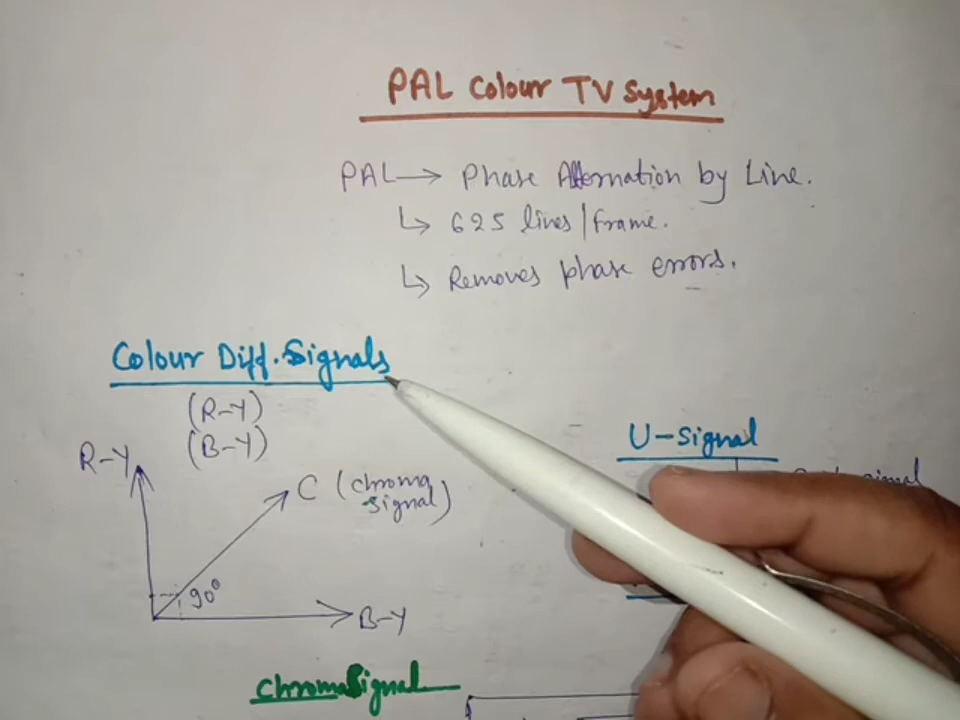 PAL Colour TV System
PAL → Phase Alternation by Line.
↳ 625 lines/frame.
↳ Removes phase errors.
Colour Diff. Signals
(R-Y)
(B-Y)
R-Y
C (chroma
signal)
90°
B-Y
U-Signal
Chroma Signal